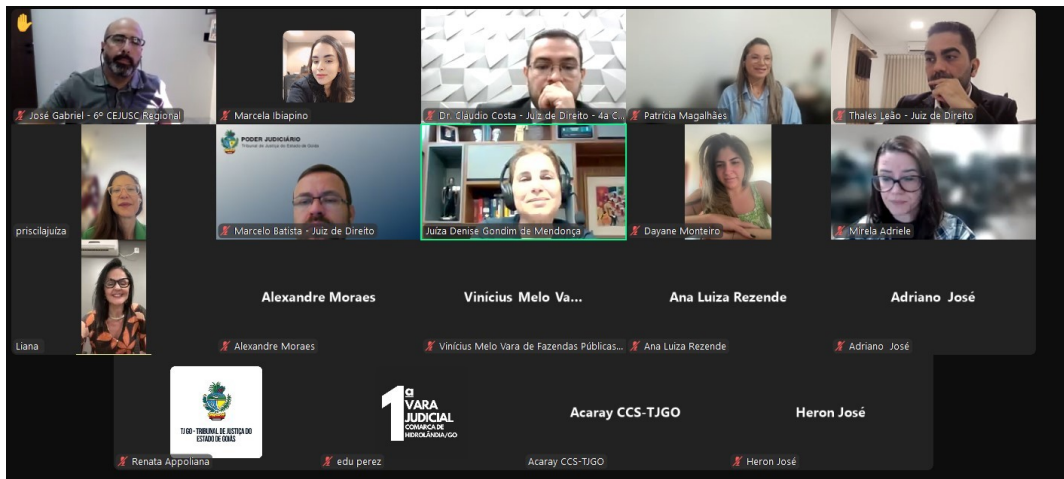 José Gabriel - 6º CEJUSC Regional
Marcela Ibiapino
Dr. Claudio Costa - Juiz de Direito - 4a C...
Patrícia Magalhães
Thales Leão - Juiz de Direito
priscilajuíza
PODER JUDICIÁRIO
Tribunal de Justiça do Estado de Goiás
Marcelo Batista - Juiz de Direito
Juíza Denise Gondim de Mendonça
Dayane Monteiro
Mirela Adriele
Liana
Alexandre Moraes
Alexandre Moraes
Vinícius Melo Va...
Vinícius Melo Vara de Fazendas Públicas...
Ana Luiza Rezende
Ana Luiza Rezende
Adriano José
Adriano José
TJGO - TRIBUNAL DE JUSTIÇA DO
ESTADO DE GOIÁS
Renata Appoliana
1ª
VARA
JUDICIAL
COMARCA DE
HIDROLÂNDIA/GO
edu perez
Acaray CCS-TJGO
Acaray CCS-TJGO
Heron José
Heron José